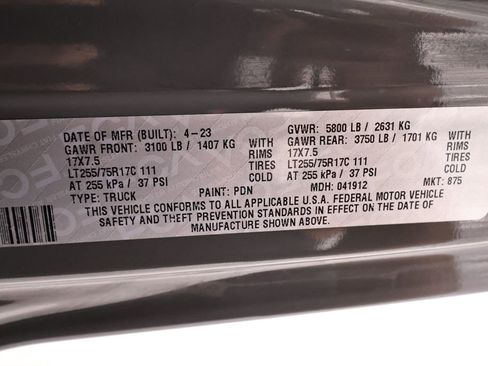 DATE OF MFR (BUILT): 4-23 GVWR: 5800 LB / 2631 KG
GAWR FRONT: 3100 LB / 1407 KG WITH GAWR REAR: 3750 LB / 1701 KG WITH
17X7.5 RIMS 17X7.5 RIMS
LT255/75R17C 111 TIRES LT255/75R17C 111 TIRES
AT 255 kPa / 37 PSI COLD AT 255 kPa / 37 PSI COLD
TYPE: TRUCK PAINT: PDN MDH: 041912 MKT: 875
THIS VEHICLE CONFORMS TO ALL APPLICABLE U.S.A. FEDERAL MOTOR VEHICLE
SAFETY AND THEFT PREVENTION STANDARDS IN EFFECT ON THE DATE OF
MANUFACTURE SHOWN ABOVE.